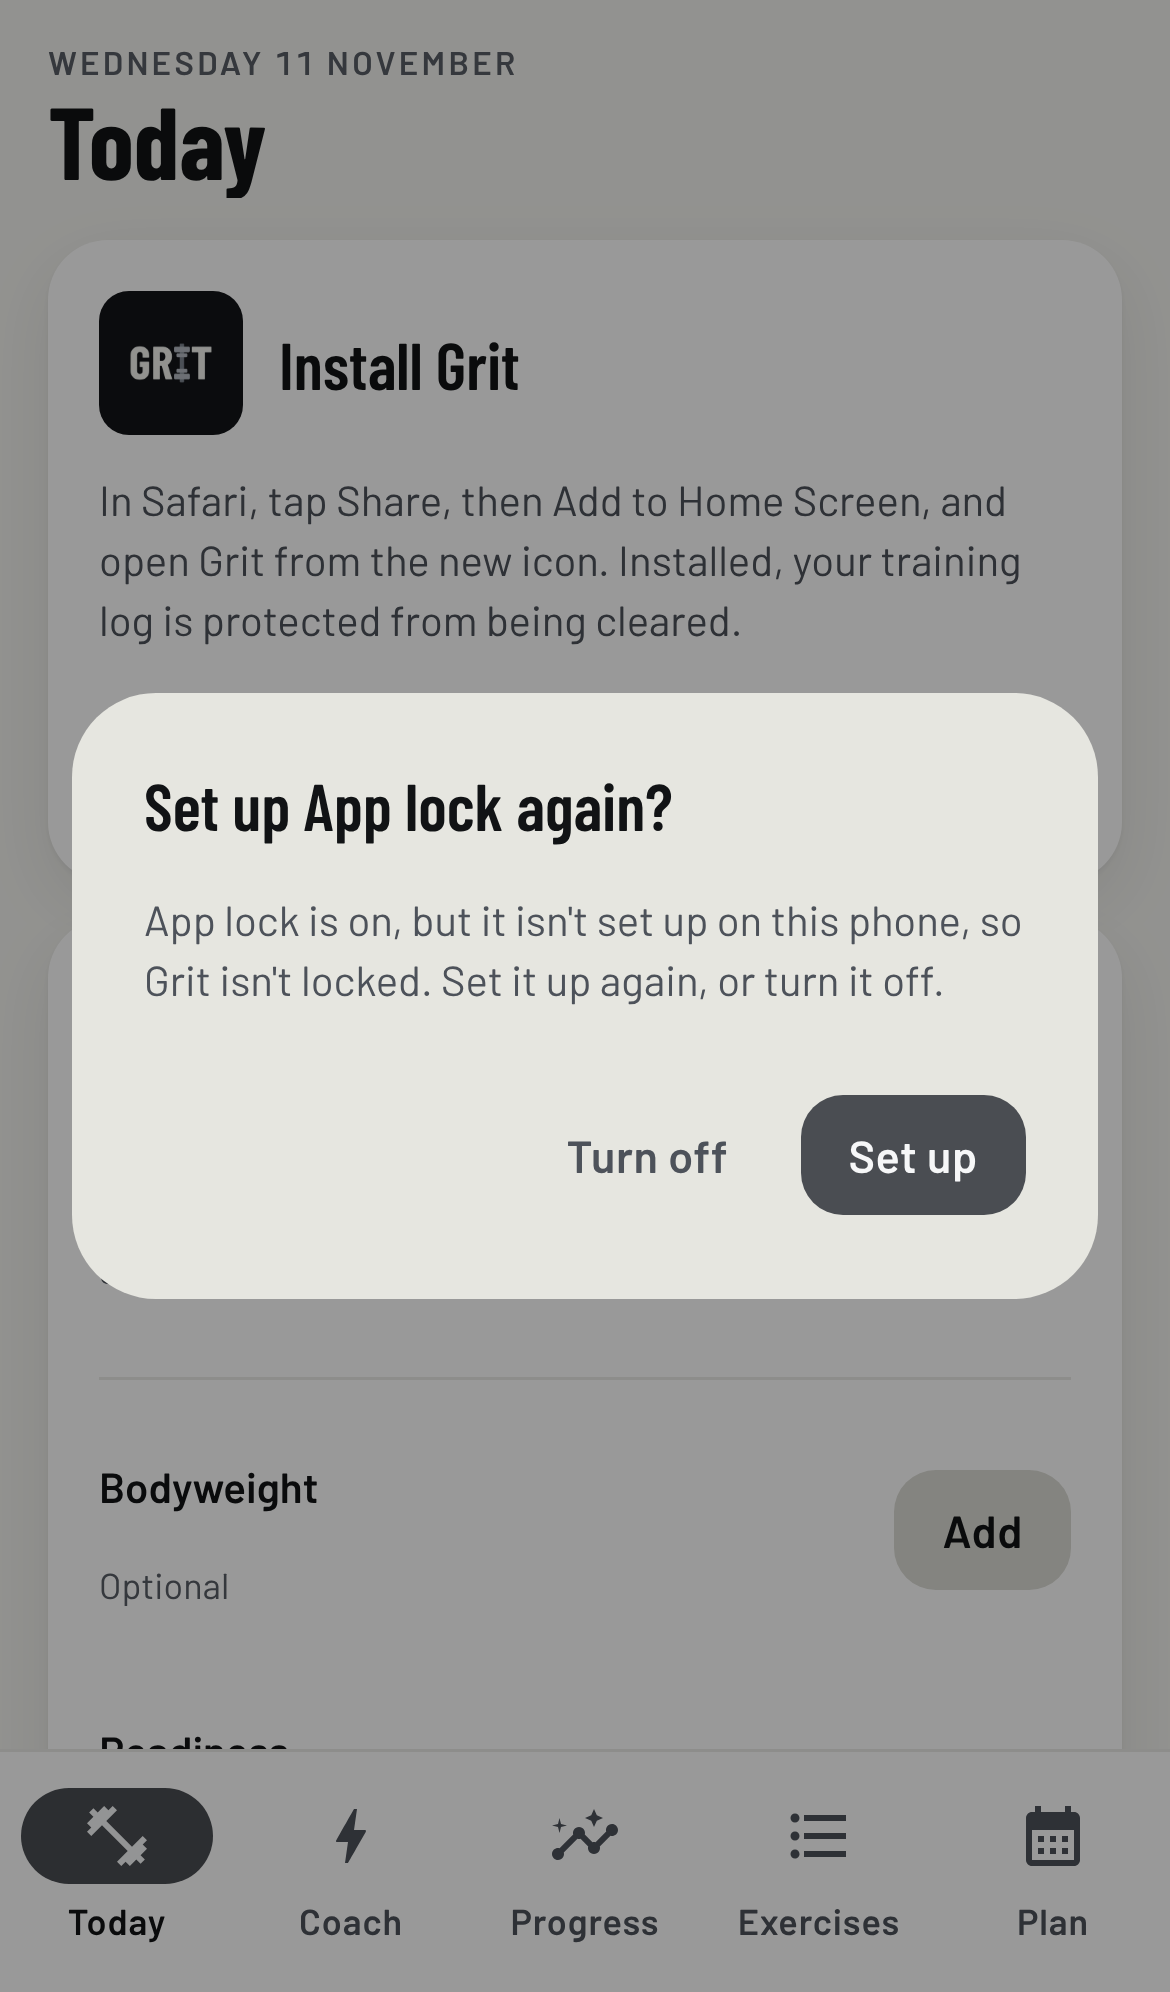 WEDNESDAY 11 NOVEMBER
Today
GRIT
Install Grit
In Safari, tap Share, then Add to Home Screen, and
open Grit from the new icon. Installed, your training
log is protected from being cleared.
Set up App lock again?
App lock is on, but it isn't set up on this phone, so
Grit isn't locked. Set it up again, or turn it off.
Turn off
Set up
Bodyweight
Add
Optional
Readiness
Today
Coach
Progress
Exercises
Plan